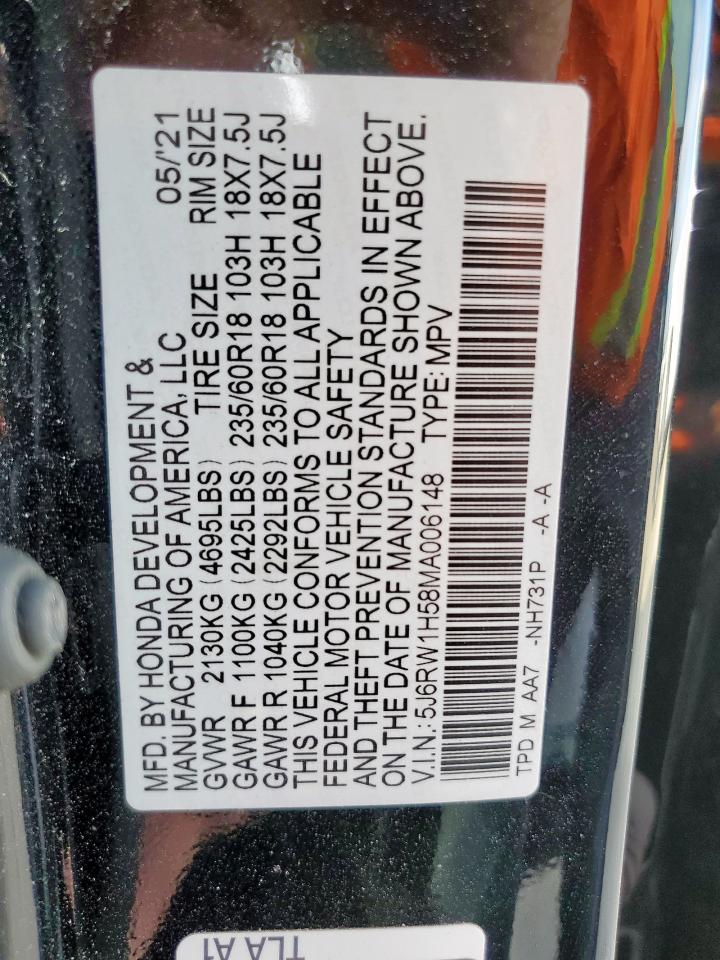 MFD. BY HONDA DEVELOPMENT & 05/'21
MANUFACTURING OF AMERICA, LLC
GVWR 2130KG (4695LBS) TIRE SIZE RIM SIZE
GAWR F 1100KG (2425LBS) 235/60R18 103H 18X7.5J
GAWR R 1040KG (2292LBS) 235/60R18 103H 18X7.5J
THIS VEHICLE CONFORMS TO ALL APPLICABLE
FEDERAL MOTOR VEHICLE SAFETY
AND THEFT PREVENTION STANDARDS IN EFFECT
ON THE DATE OF MANUFACTURE SHOWN ABOVE.
V.I.N.: 5J6RW1H58MA006148 TYPE: MPV
TPD M AA7 -NH731P -A -A
TLA A1